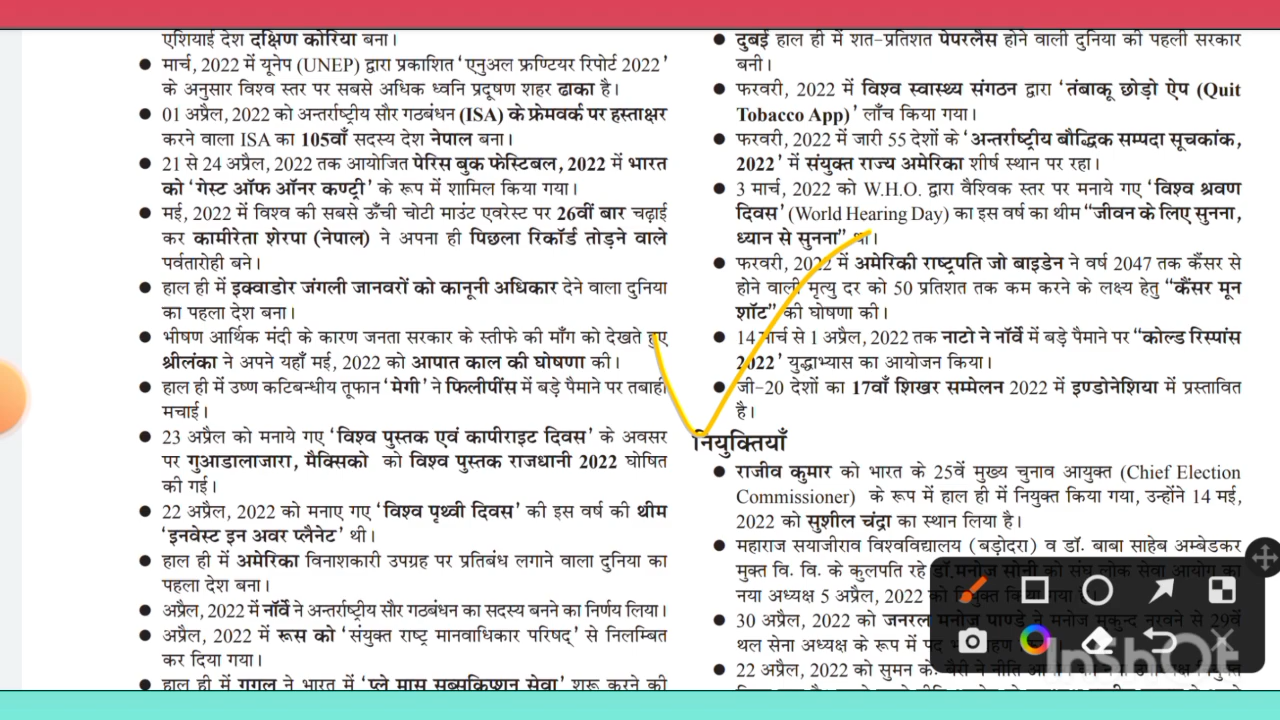 एशियाई देश दक्षिण कोरिया बना।
● मार्च, 2022 में यूनेप (UNEP) द्वारा प्रकाशित ‘एनुअल फ्रण्टियर रिपोर्ट 2022’
के अनुसार विश्व स्तर पर सबसे अधिक ध्वनि प्रदूषण शहर ढाका है।
● 01 अप्रैल, 2022 को अन्तर्राष्ट्रीय सौर गठबंधन (ISA) के फ्रेमवर्क पर हस्ताक्षर
करने वाला ISA का 105वाँ सदस्य देश नेपाल बना।
● 21 से 24 अप्रैल, 2022 तक आयोजित पेरिस बुक फेस्टिबल, 2022 में भारत
को ‘गेस्ट ऑफ ऑनर कण्ट्री’ के रूप में शामिल किया गया।
● मई, 2022 में विश्व की सबसे ऊँची चोटी माउंट एवरेस्ट पर 26वीं बार चढ़ाई
कर कामीरेता शेरपा (नेपाल) ने अपना ही पिछला रिकॉर्ड तोड़ने वाले
पर्वतारोही बने।
● हाल ही में इक्वाडोर जंगली जानवरों को कानूनी अधिकार देने वाला दुनिया
का पहला देश बना।
● भीषण आर्थिक मंदी के कारण जनता सरकार के स्तीफे की माँग को देखते हुए
श्रीलंका ने अपने यहाँ मई, 2022 को आपात काल की घोषणा की।
● हाल ही में उष्ण कटिबन्धीय तूफान ‘मेगी’ ने फिलीपींस में बड़े पैमाने पर तबाही
मचाई।
● 23 अप्रैल को मनाये गए ‘विश्व पुस्तक एवं कापीराइट दिवस’ के अवसर
पर गुआडालाजारा, मैक्सिको को विश्व पुस्तक राजधानी 2022 घोषित
की गई।
● 22 अप्रैल, 2022 को मनाए गए ‘विश्व पृथ्वी दिवस’ की इस वर्ष की थीम
‘इनवेस्ट इन अवर प्लैनेट’ थी।
● हाल ही में अमेरिका विनाशकारी उपग्रह पर प्रतिबंध लगाने वाला दुनिया का
पहला देश बना।
● अप्रैल, 2022 में नॉर्वे ने अन्तर्राष्ट्रीय सौर गठबंधन का सदस्य बनने का निर्णय लिया।
● अप्रैल, 2022 में रूस को ‘संयुक्त राष्ट्र मानवाधिकार परिषद्’ से निलम्बित
कर दिया गया।
● हाल ही में गूगल ने भारत में ‘प्ले मास सब्सक्रिप्शन सेवा’ शुरू करने की
● दुबई हाल ही में शत-प्रतिशत पेपरलैस होने वाली दुनिया की पहली सरकार
बनी।
● फरवरी, 2022 में विश्व स्वास्थ्य संगठन द्वारा ‘तंबाकू छोड़ो ऐप (Quit
Tobacco App)’ लाँच किया गया।
● फरवरी, 2022 में जारी 55 देशों के ‘अन्तर्राष्ट्रीय बौद्धिक सम्पदा सूचकांक,
2022’ में संयुक्त राज्य अमेरिका शीर्ष स्थान पर रहा।
● 3 मार्च, 2022 को W.H.O. द्वारा वैश्विक स्तर पर मनाये गए ‘विश्व श्रवण
दिवस’ (World Hearing Day) का इस वर्ष का थीम “जीवन के लिए सुनना,
ध्यान से सुनना” था।
● फरवरी, 2022 में अमेरिकी राष्ट्रपति जो बाइडेन ने वर्ष 2047 तक कैंसर से
होने वाली मृत्यु दर को 50 प्रतिशत तक कम करने के लक्ष्य हेतु “कैंसर मून
शॉट” की घोषणा की।
● 14 मार्च से 1 अप्रैल, 2022 तक नाटो ने नॉर्वे में बड़े पैमाने पर “कोल्ड रिस्पांस
2022” युद्धाभ्यास का आयोजन किया।
● जी-20 देशों का 17वाँ शिखर सम्मेलन 2022 में इण्डोनेशिया में प्रस्तावित
है।
नियुक्तियाँ
● राजीव कुमार को भारत के 25वें मुख्य चुनाव आयुक्त (Chief Election
Commissioner) के रूप में हाल ही में नियुक्त किया गया, उन्होंने 14 मई,
2022 को सुशील चंद्रा का स्थान लिया है।
● महाराज सयाजीराव विश्वविद्यालय (बड़ोदरा) व डॉ. बाबा साहेब अम्बेडकर
मुक्त वि. वि. के कुलपति रहे डॉ. मनोज सोनी को संघ लोक सेवा आयोग का
नया अध्यक्ष 5 अप्रैल, 2022 को नियुक्त किया गया है।
● 30 अप्रैल, 2022 को जनरल मनोज पाण्डे ने मनोज मुकुन्द नरवने से 29वें
थल सेना अध्यक्ष के रूप में पद
● 22 अप्रैल, 2022 को सुमन के. बैरी
InShOt